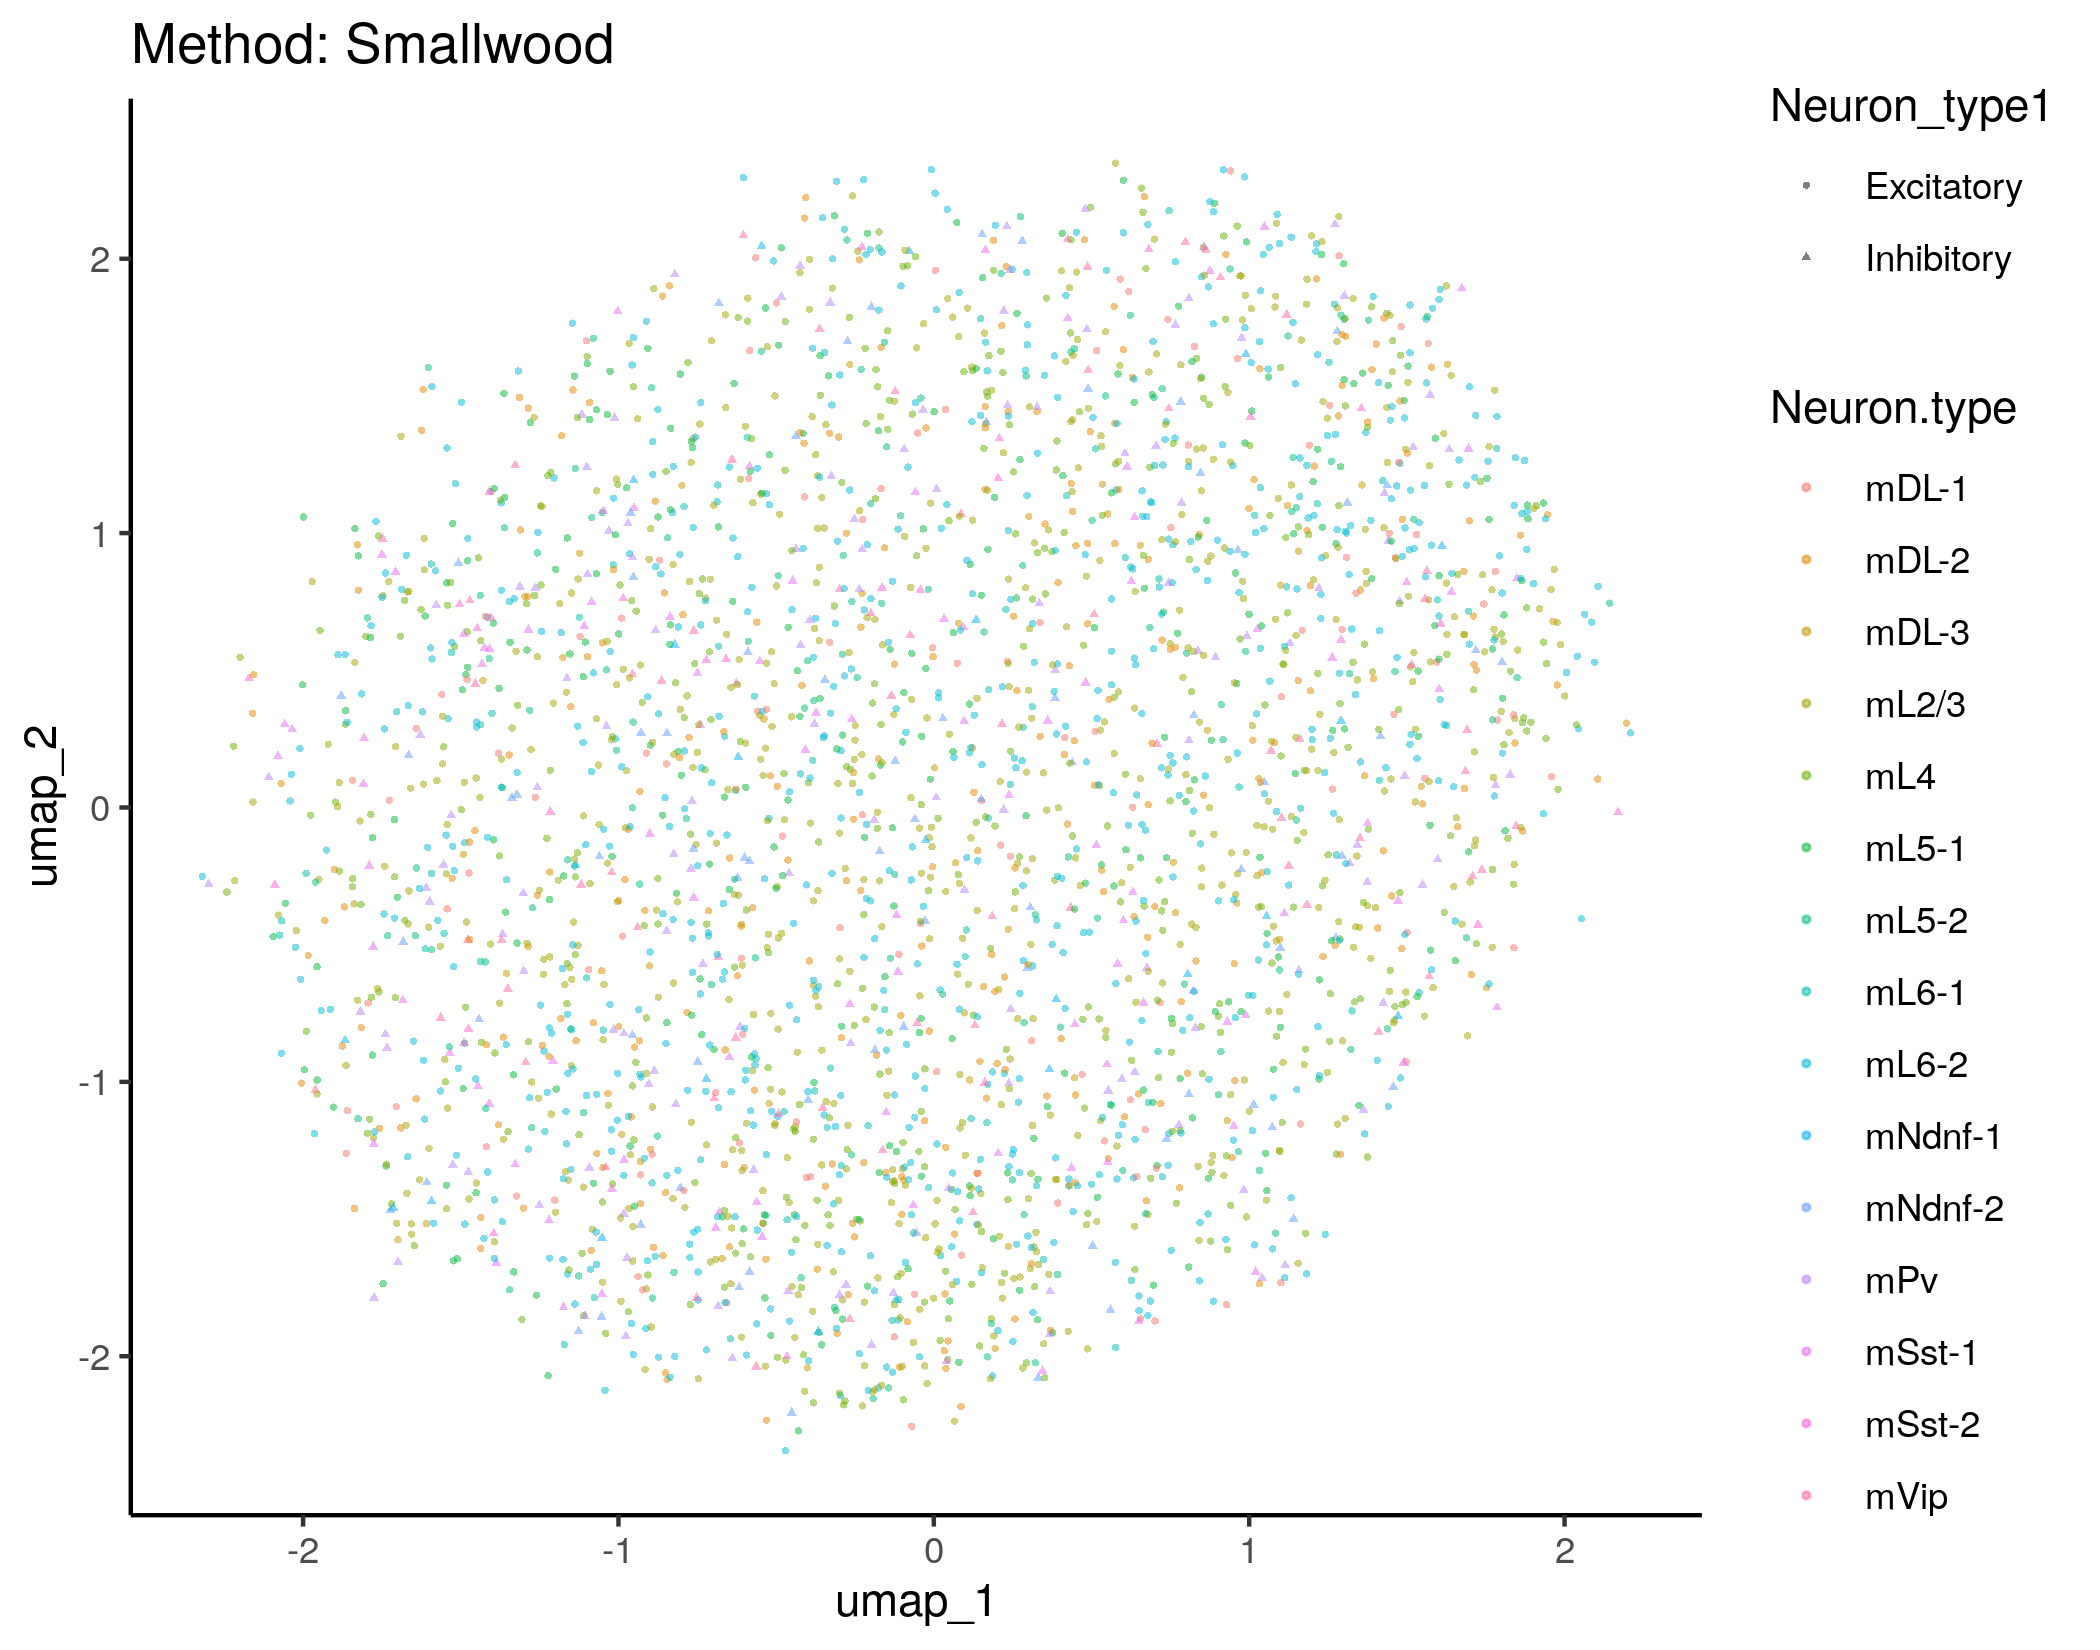 Method: Smallwood
umap_2
2
1
0
-1
-2
-2
-1
0
1
2
umap_1
Neuron_type1
Excitatory
Inhibitory
Neuron.type
mDL-1
mDL-2
mDL-3
mL2/3
mL4
mL5-1
mL5-2
mL6-1
mL6-2
mNdnf-1
mNdnf-2
mPv
mSst-1
mSst-2
mVip